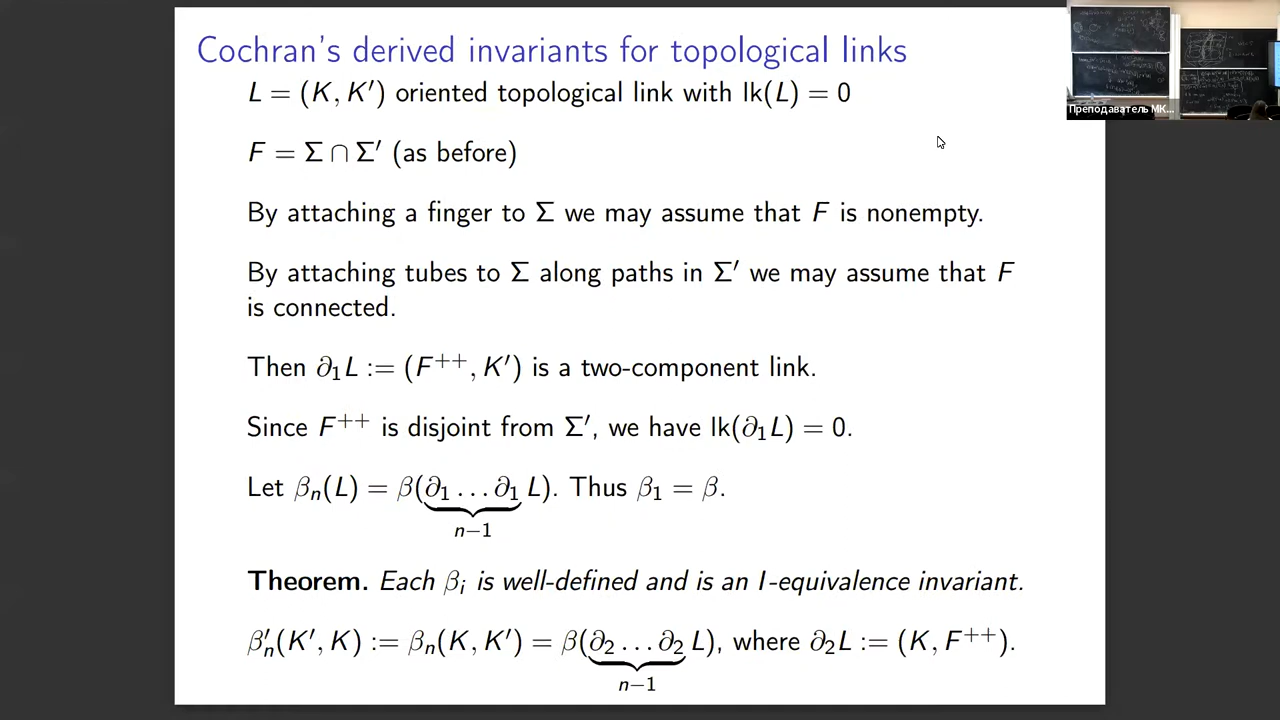 Cochran's derived invariants for topological links
L = (K, K′) oriented topological link with lk(L) = 0
F = Σ ∩ Σ′ (as before)
By attaching a finger to Σ we may assume that F is nonempty.
By attaching tubes to Σ along paths in Σ′ we may assume that F
is connected.
Then ∂₁L := (F⁺⁺, K′) is a two-component link.
Since F⁺⁺ is disjoint from Σ′, we have lk(∂₁L) = 0.
Let βₙ(L) = β(∂₁ … ∂₁ L). Thus β₁ = β.
n−1
Theorem. Each βᵢ is well-defined and is an I-equivalence invariant.
β′ₙ(K′, K) := βₙ(K, K′) = β(∂₂ … ∂₂ L), where ∂₂L := (K, F⁺⁺).
n−1
Преподаватель МК...